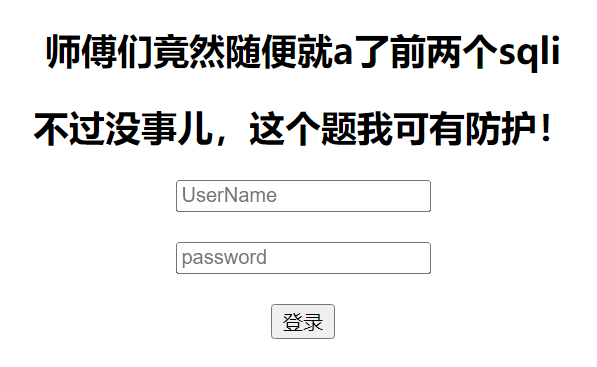 师傅们竟然随便就a了前两个sqli
不过没事儿，这个题我可有防护！
UserName
password
登录